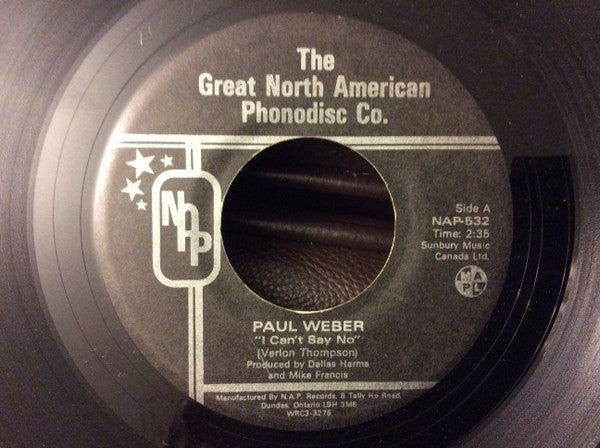 The
Great North American
Phonodisc Co.
NAP
Side A
NAP-532
Time: 2:35
Sunbury Music
Canada Ltd.
M A
P L
PAUL WEBER
"I Can't Say No"
(Verlon Thompson)
Produced by Dallas Harms
and Mike Francis
Manufactured By N.A.P. Records, 8 Tally Ho Road,
Dundas, Ontario L9H 3M6
WRC3-3275